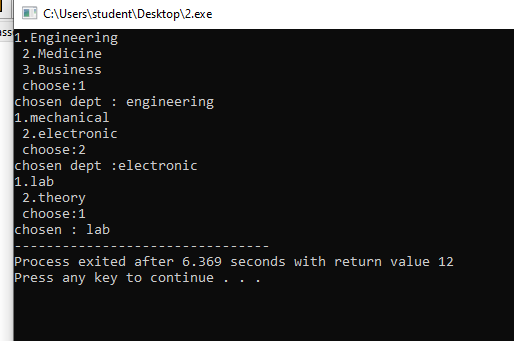 C:\Users\student\Desktop\2.exe
1.Engineering
 2.Medicine
 3.Business
 choose:1
chosen dept : engineering
1.mechanical
 2.electronic
 choose:2
chosen dept :electronic
1.lab
 2.theory
 choose:1
chosen : lab
--------------------------------
Process exited after 6.369 seconds with return value 12
Press any key to continue . . .